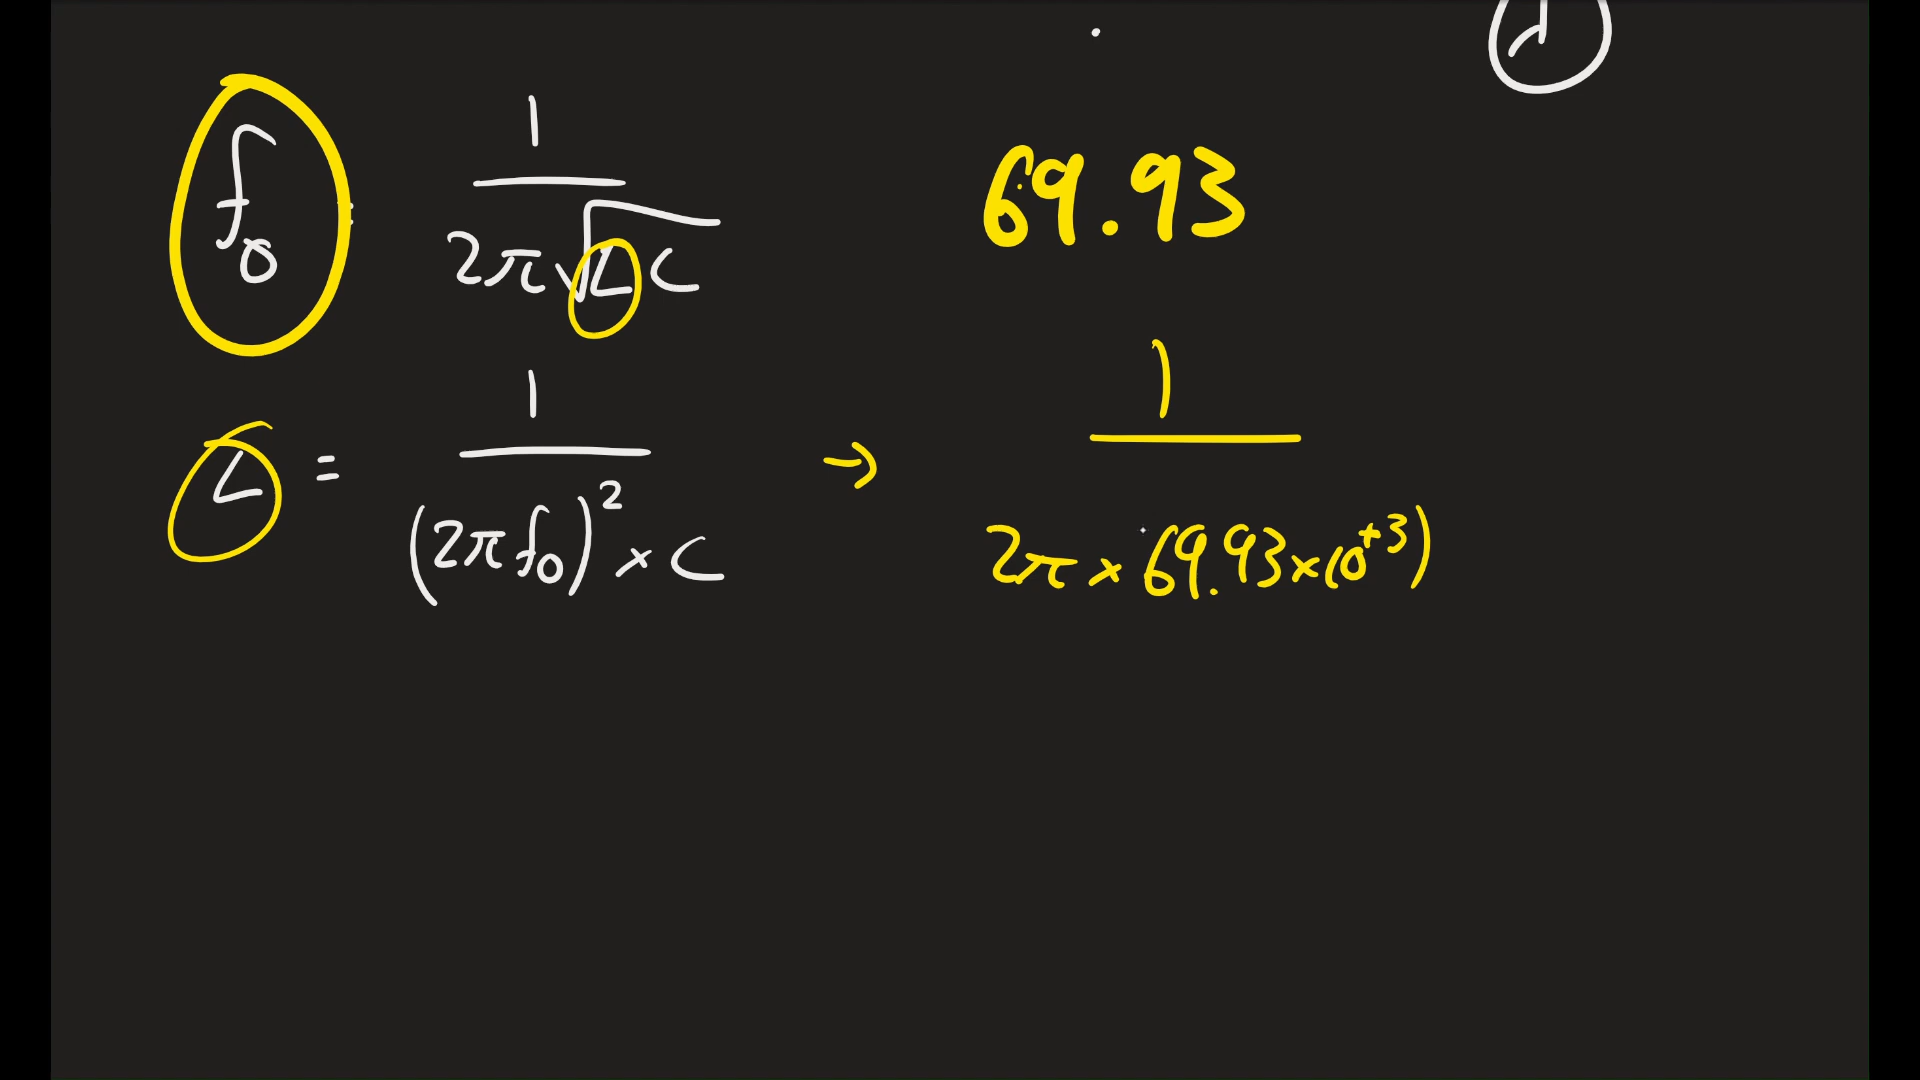 f₀ = 1 / 2π√LC
69.93
L = 1 / (2πf₀)² × C → 1 / 2π × 69.93 × 10⁺³)